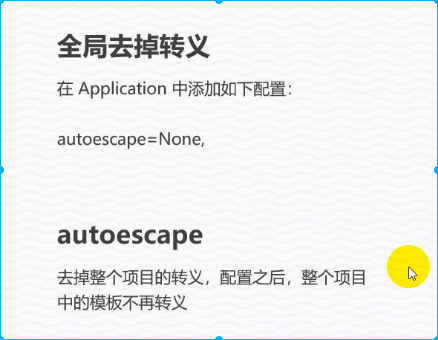 全局去掉转义
在 Application 中添加如下配置：
autoescape=None,
autoescape
去掉整个项目的转义，配置之后，整个项目
中的模板不再转义